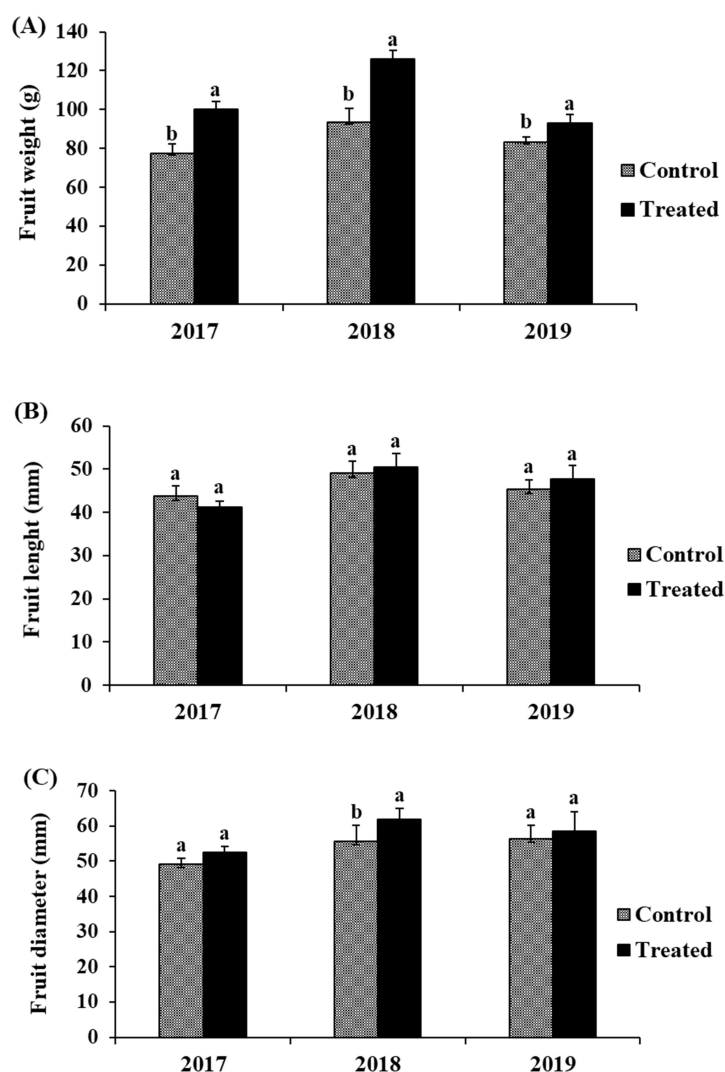 (A)
Fruit weight (g)
140
120
100
80
60
40
20
0
b
a
b
a
b
a
2017
2018
2019
Control
Treated
(B)
Fruit lenght (mm)
60
50
40
30
20
10
0
a
a
a
a
a
a
2017
2018
2019
Control
Treated
(C)
Fruit diameter (mm)
70
60
50
40
30
20
10
0
a
a
b
a
a
a
2017
2018
2019
Control
Treated